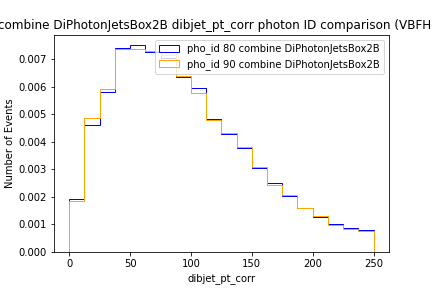 combine DiPhotonJetsBox2B dibjet_pt_corr photon ID comparison (VBFH
pho_id 80 combine DiPhotonJetsBox2B
pho_id 90 combine DiPhotonJetsBox2B
Number of Events
0.007
0.006
0.005
0.004
0.003
0.002
0.001
0.000
0 50 100 150 200 250
dibjet_pt_corr